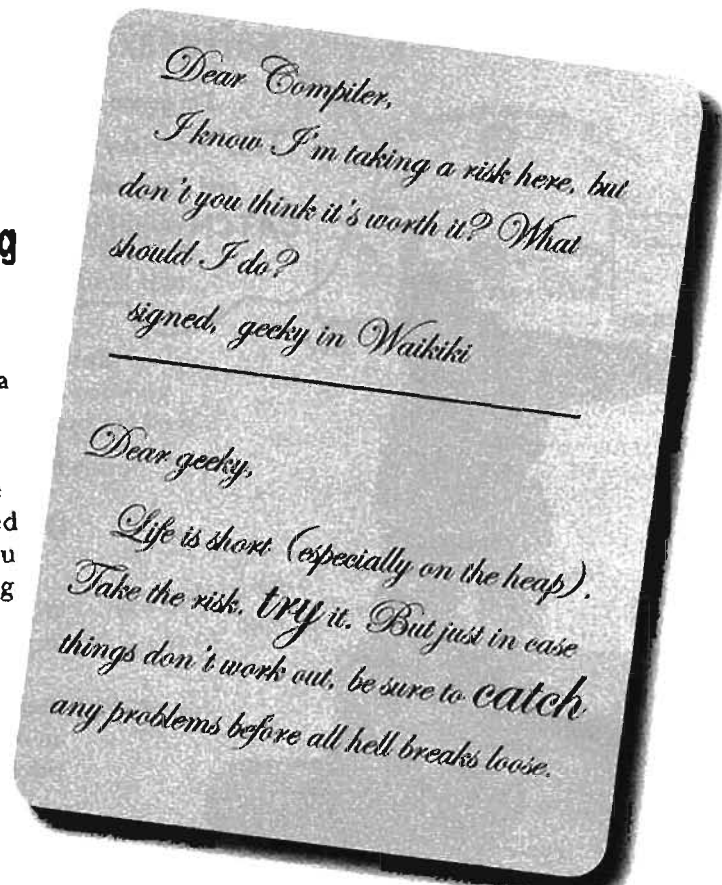 g
a
ed
u
g
Dear Compiler,
I know I'm taking a risk here, but
don't you think it's worth it? What
should I do?
signed, geeky in Waikiki
Dear geeky,
Life is short (especially on the heap).
Take the risk. try it. But just in case
things don't work out, be sure to catch
any problems before all hell breaks loose.